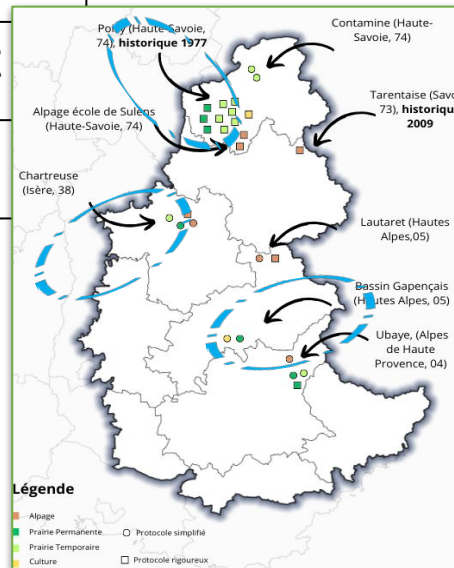 Poisy (Haute-Savoie,
74), historique 1977
Contamine (Haute-
Savoie, 74)
Alpage école de Sulens
(Haute-Savoie, 74)
Tarentaise (Savo
73), historiqu
2009
Chartreuse
(Isère, 38)
Lautaret (Hautes
Alpes,05)
Bassin Gapençais
(Hautes Alpes, 05)
Ubaye, (Alpes
de Haute
Provence, 04)
Légende
Alpage
Prairie Permanente
Prairie Temporaire
Culture
Protocole simplifié
Protocole rigoureux